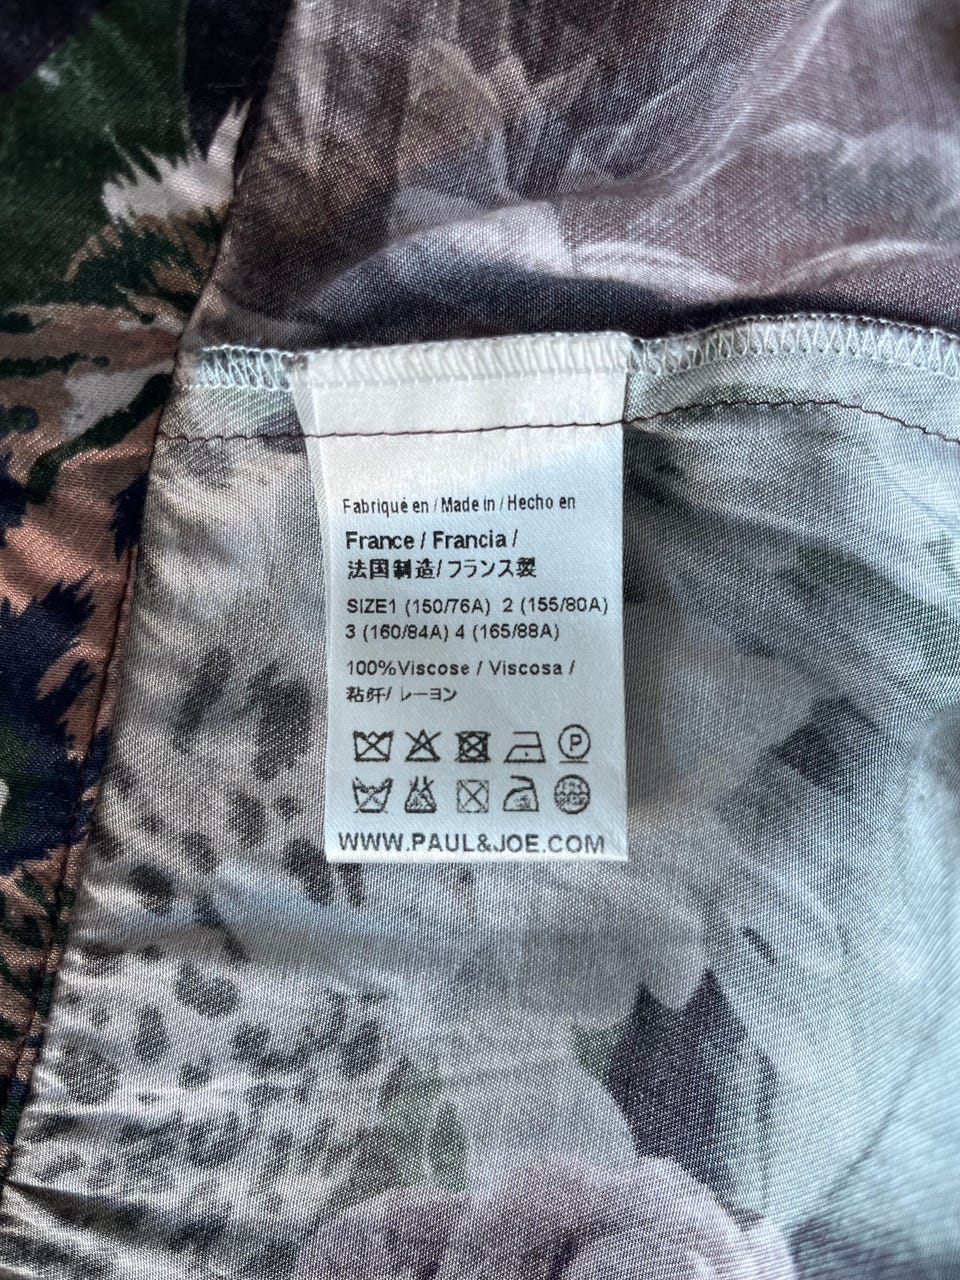 Fabriqué en / Made in / Hecho en
France / Francia /
法国制造/ フランス製
SIZE1 (150/76A) 2 (155/80A)
3 (160/84A) 4 (165/88A)
100%Viscose / Viscosa /
粘纤/ レーヨン
P
WWW.PAUL&JOE.COM